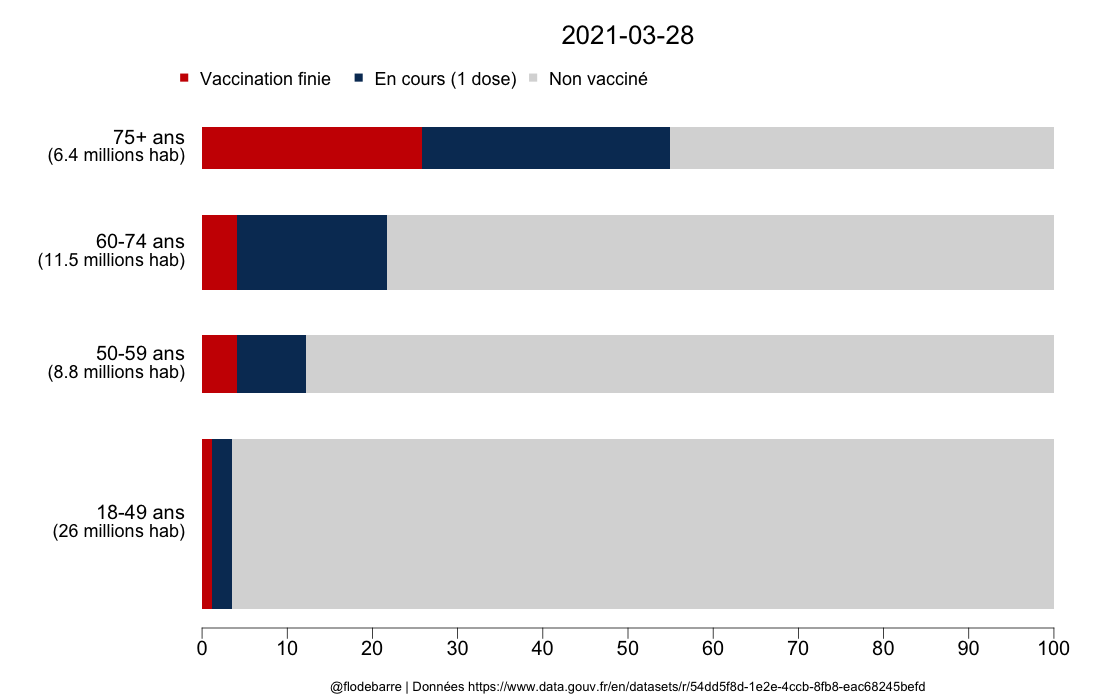 2021-03-28
Vaccination finie En cours (1 dose) Non vacciné
75+ ans
(6.4 millions hab)
60-74 ans
(11.5 millions hab)
50-59 ans
(8.8 millions hab)
18-49 ans
(26 millions hab)
0 10 20 30 40 50 60 70 80 90 100
@flodebarre | Données https://www.data.gouv.fr/en/datasets/r/54dd5f8d-1e2e-4ccb-8fb8-eac68245befd